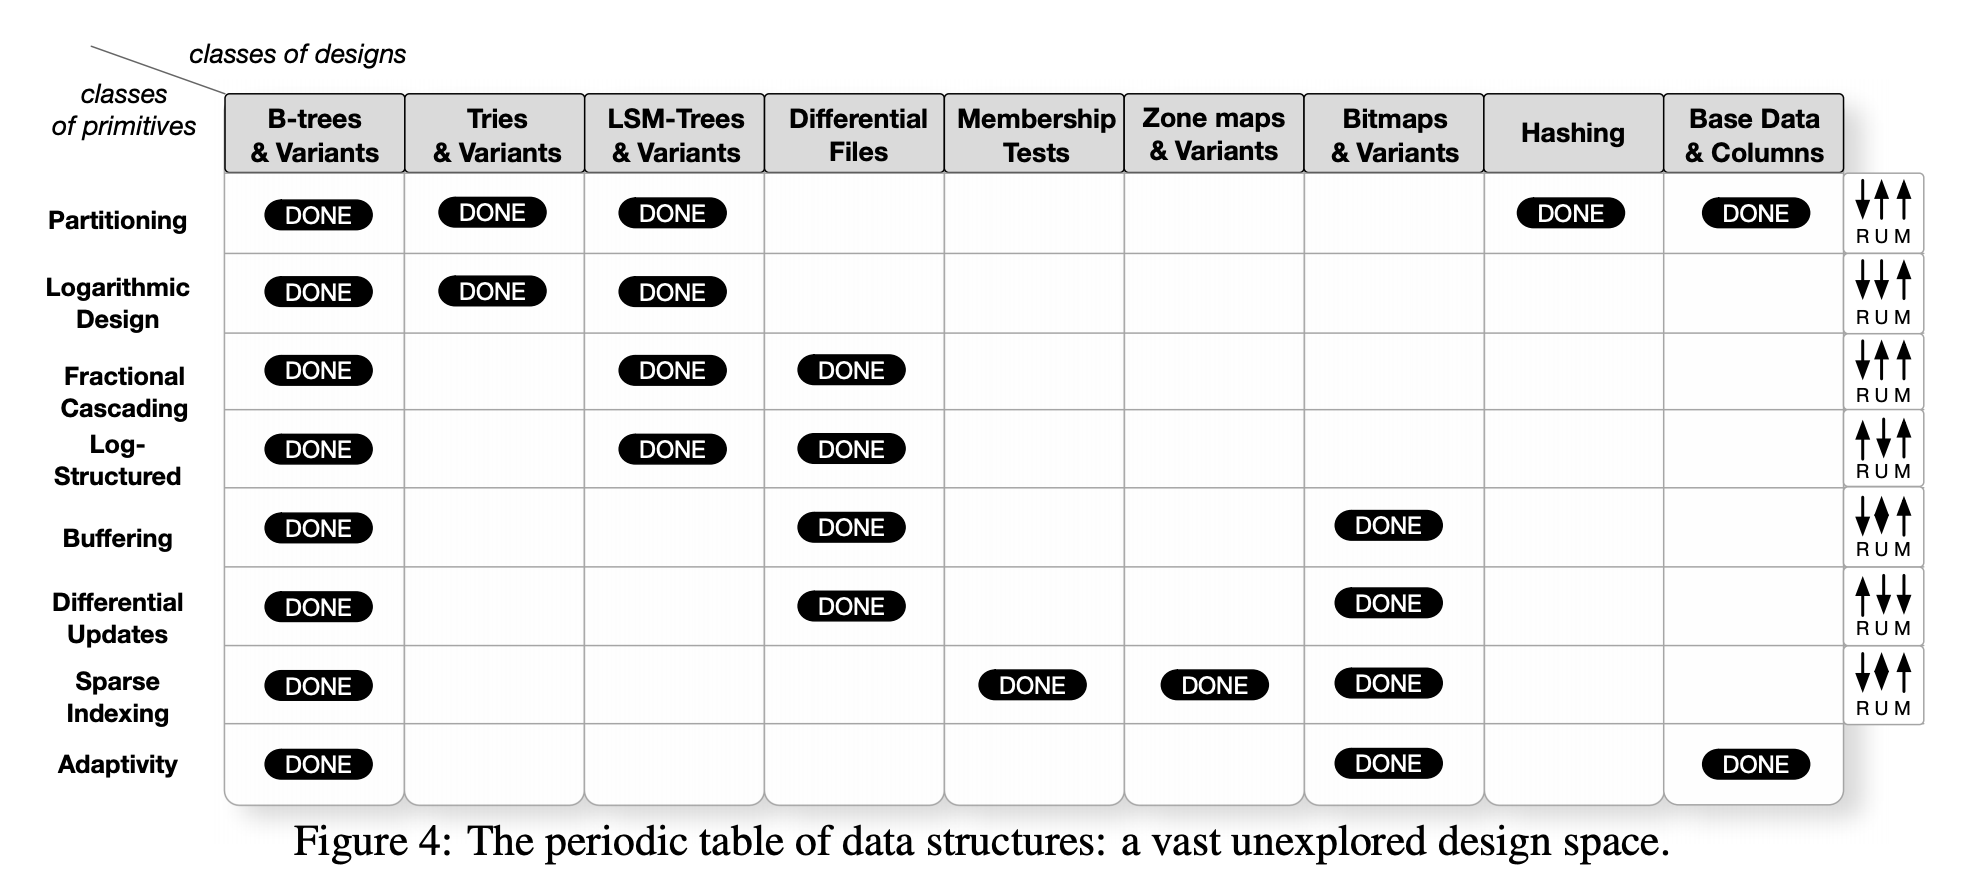 classes of designs
classes
of primitives
B-trees
& Variants
Tries
& Variants
LSM-Trees
& Variants
Differential
Files
Membership
Tests
Zone maps
& Variants
Bitmaps
& Variants
Hashing
Base Data
& Columns
Partitioning
DONE DONE DONE DONE DONE
R U M
Logarithmic
Design
DONE DONE DONE
R U M
Fractional
Cascading
DONE DONE DONE
R U M
Log-
Structured
DONE DONE DONE
R U M
Buffering
DONE DONE DONE
R U M
Differential
Updates
DONE DONE DONE
R U M
Sparse
Indexing
DONE DONE DONE DONE
R U M
Adaptivity
DONE DONE DONE
Figure 4: The periodic table of data structures: a vast unexplored design space.